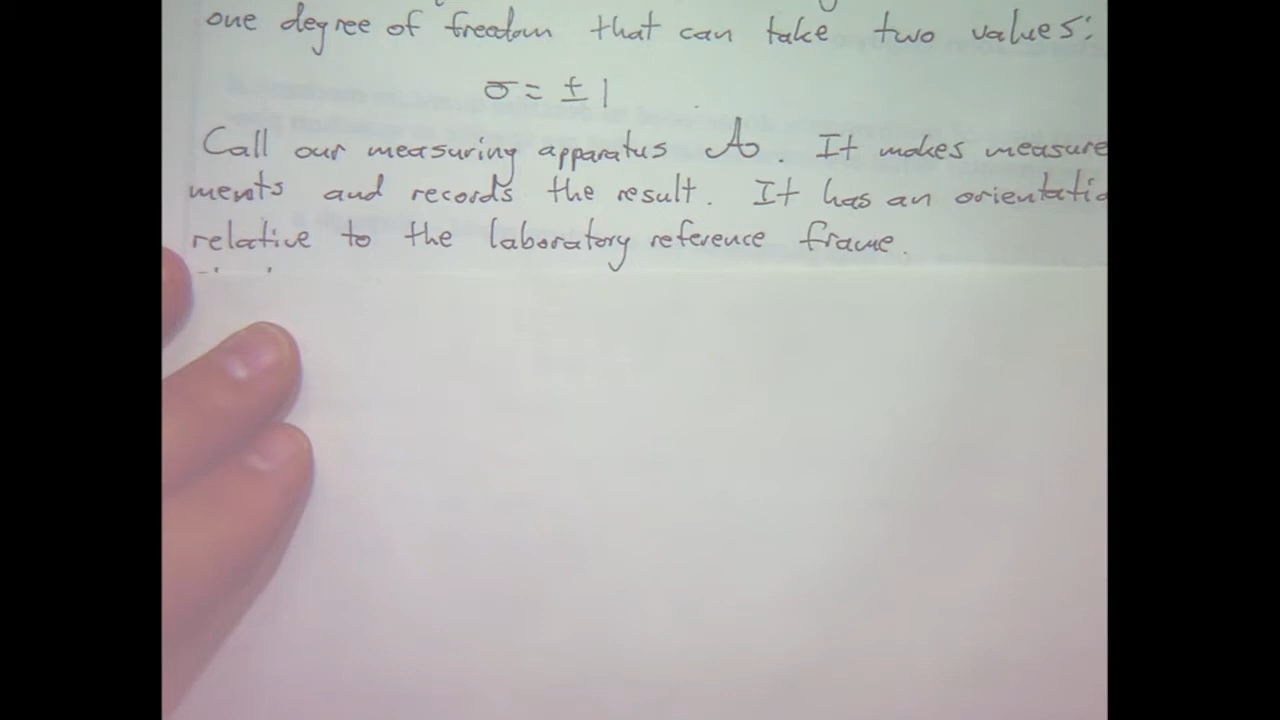 one degree of freedom that can take two values:
σ = ± 1
Call our measuring apparatus A. It makes measure
ments and records the result. It has an orientatio
relative to the laboratory reference frame.